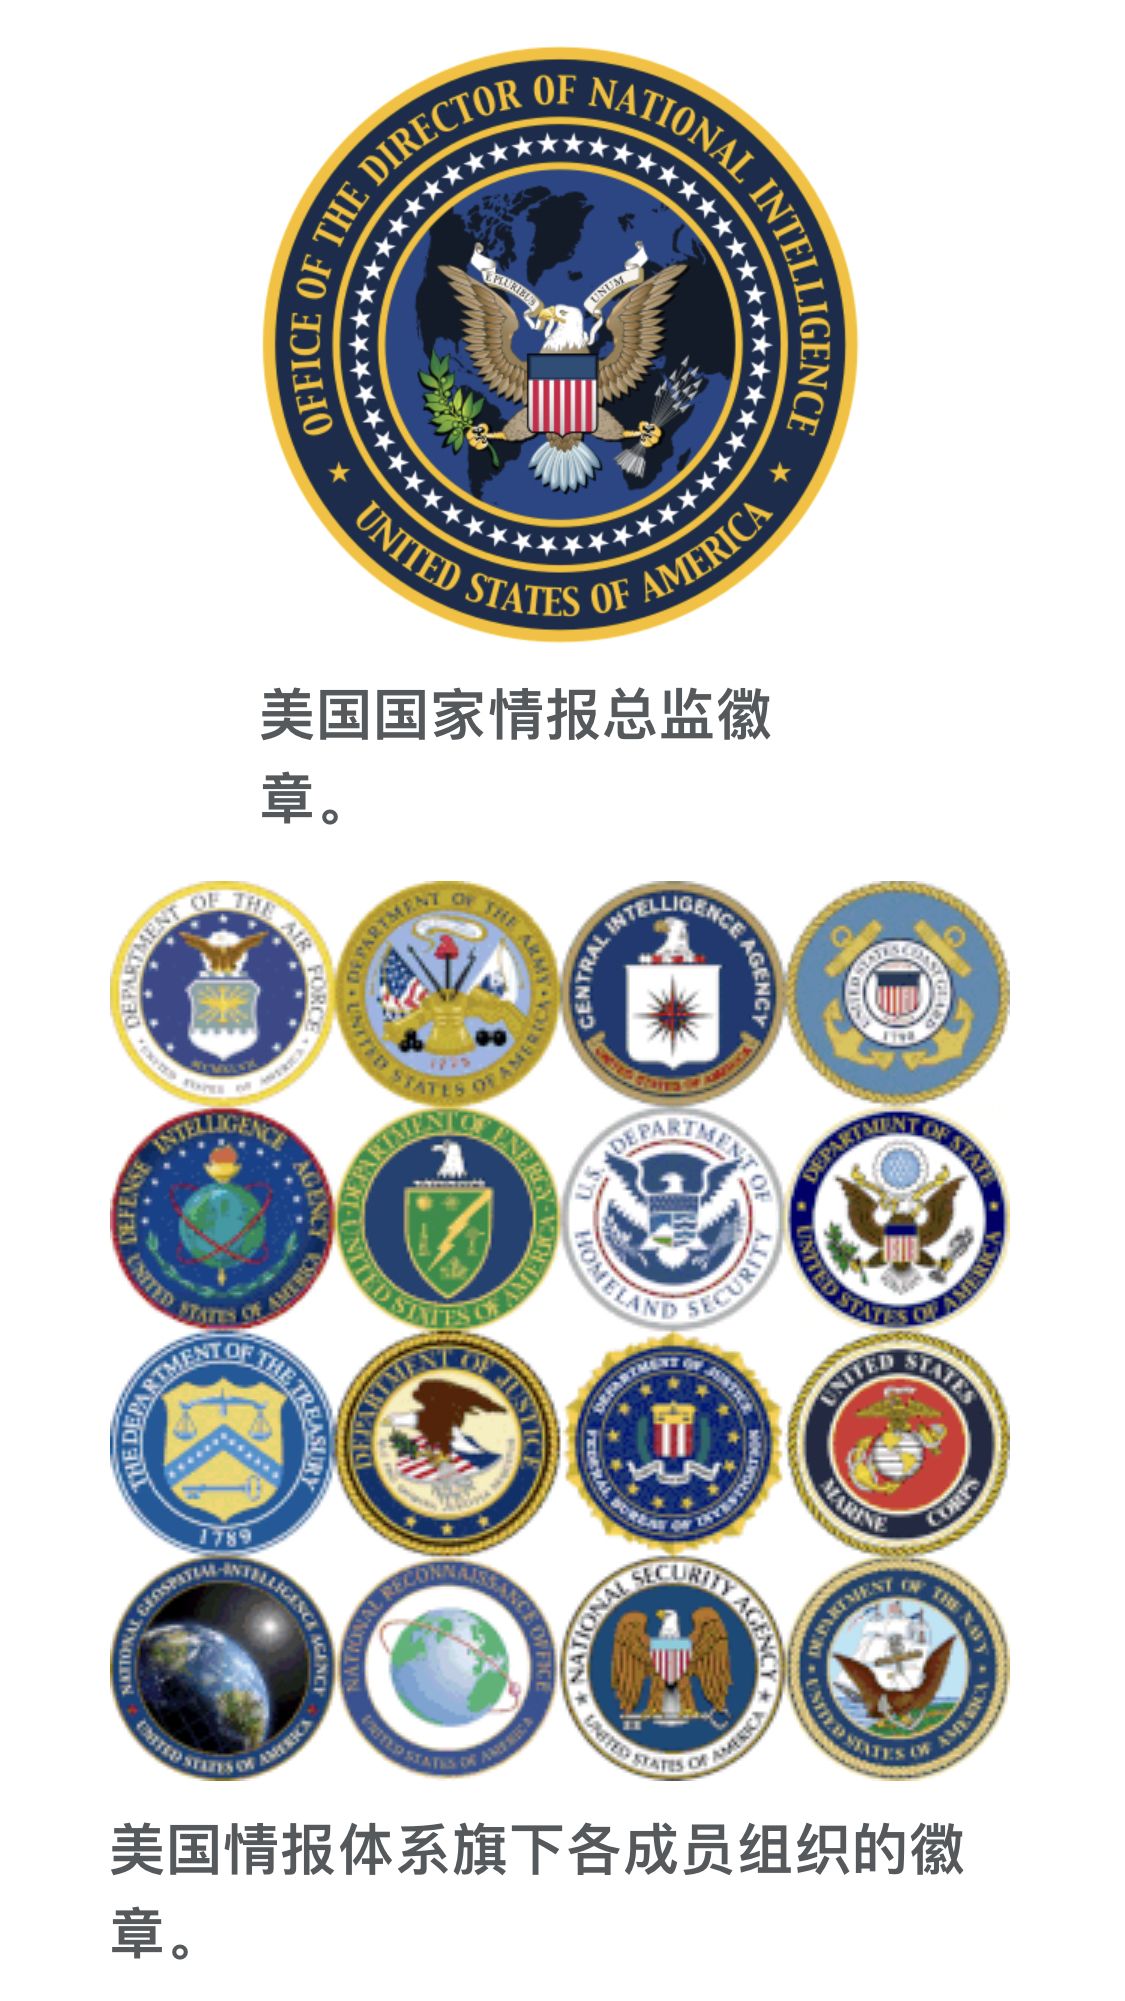 OFFICE OF THE DIRECTOR OF NATIONAL INTELLIGENCE
E PLURIBUS UNUM
UNITED STATES OF AMERICA
美国国家情报总监徽
章。
DEPARTMENT OF THE AIR FORCE
UNITED STATES OF AMERICA
DEPARTMENT OF THE ARMY
1775
UNITED STATES OF AMERICA
CENTRAL INTELLIGENCE AGENCY
UNITED STATES OF AMERICA
UNITED STATES COAST GUARD
1790
DEFENSE INTELLIGENCE AGENCY
UNITED STATES OF AMERICA
DEPARTMENT OF ENERGY
UNITED STATES OF AMERICA
U.S. DEPARTMENT OF
HOMELAND SECURITY
DEPARTMENT OF STATE
UNITED STATES OF AMERICA
THE DEPARTMENT OF THE TREASURY
1789
DEPARTMENT OF JUSTICE
DEPARTMENT OF JUSTICE
FEDERAL BUREAU OF INVESTIGATION
UNITED STATES
MARINE CORPS
NATIONAL GEOSPATIAL-INTELLIGENCE AGENCY
UNITED STATES OF AMERICA
NATIONAL RECONNAISSANCE OFFICE
UNITED STATES OF AMERICA
NATIONAL SECURITY AGENCY
UNITED STATES OF AMERICA
DEPARTMENT OF THE NAVY
UNITED STATES OF AMERICA
美国情报体系旗下各成员组织的徽
章。